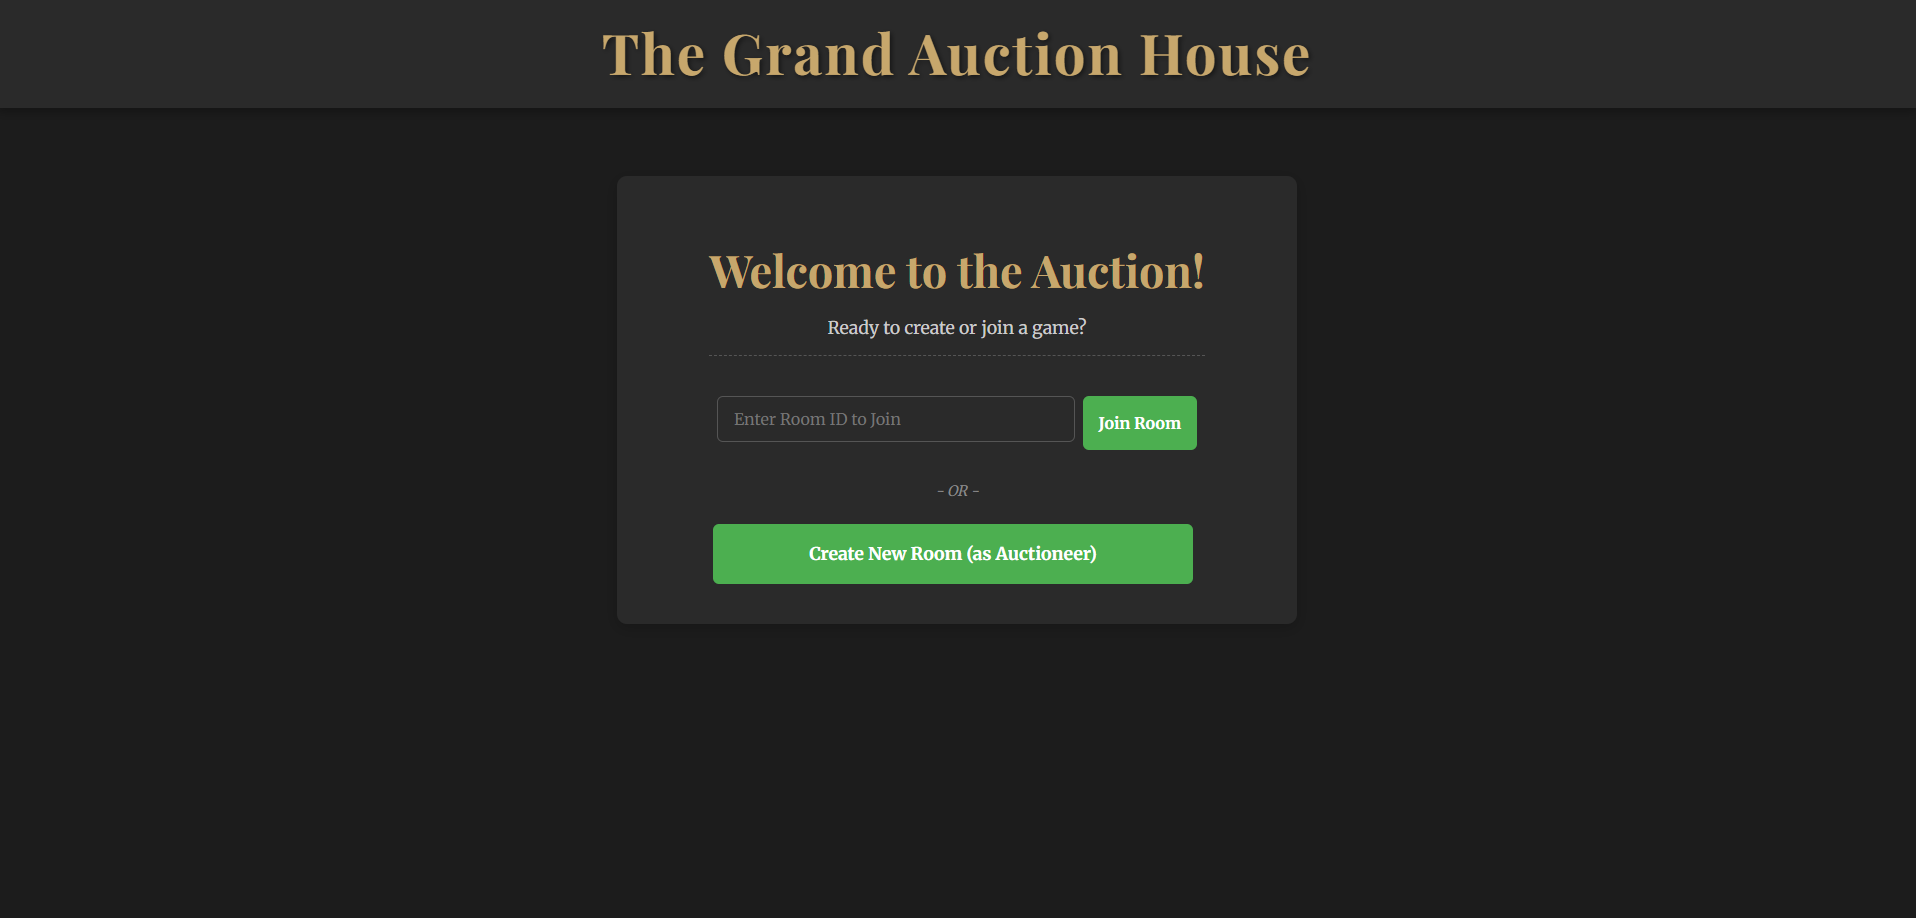 The Grand Auction House
Welcome to the Auction!
Ready to create or join a game?
Enter Room ID to Join
Join Room
- OR -
Create New Room (as Auctioneer)